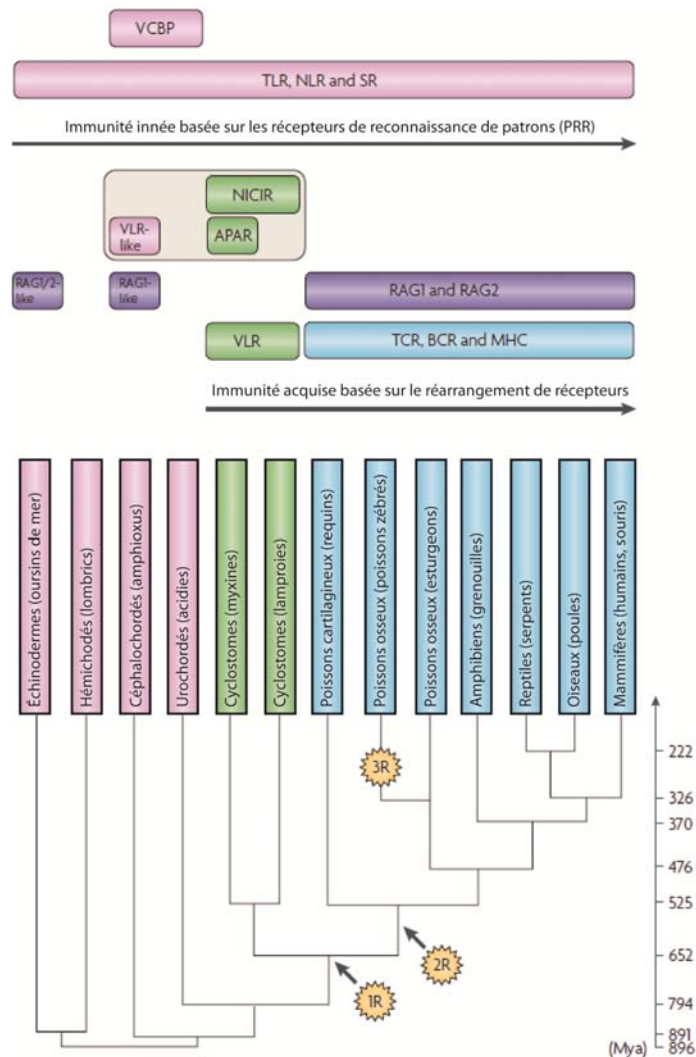 VCBP
TLR, NLR and SR
Immunité innée basée sur les récepteurs de reconnaissance de patrons (PRR)
NICIR
VLR-
like
APAR
RAG1/2-
like
RAG1-
like
RAG1 and RAG2
VLR
TCR, BCR and MHC
Immunité acquise basée sur le réarrangement de récepteurs
Échinodermes (oursins de mer)
Hémichodés (lombrics)
Céphalochordés (amphioxus)
Urochordés (acidies)
Cyclostomes (myxines)
Cyclostomes (lamproies)
Poissons cartilagineux (requins)
Poissons osseux (poissons zébrés)
Poissons osseux (esturgeons)
Amphibiens (grenouilles)
Reptiles (serpents)
Oiseaux (poules)
Mammifères (humains, souris)
222
3R
326
370
476
525
652
2R
1R
794
891
(Mya) 896